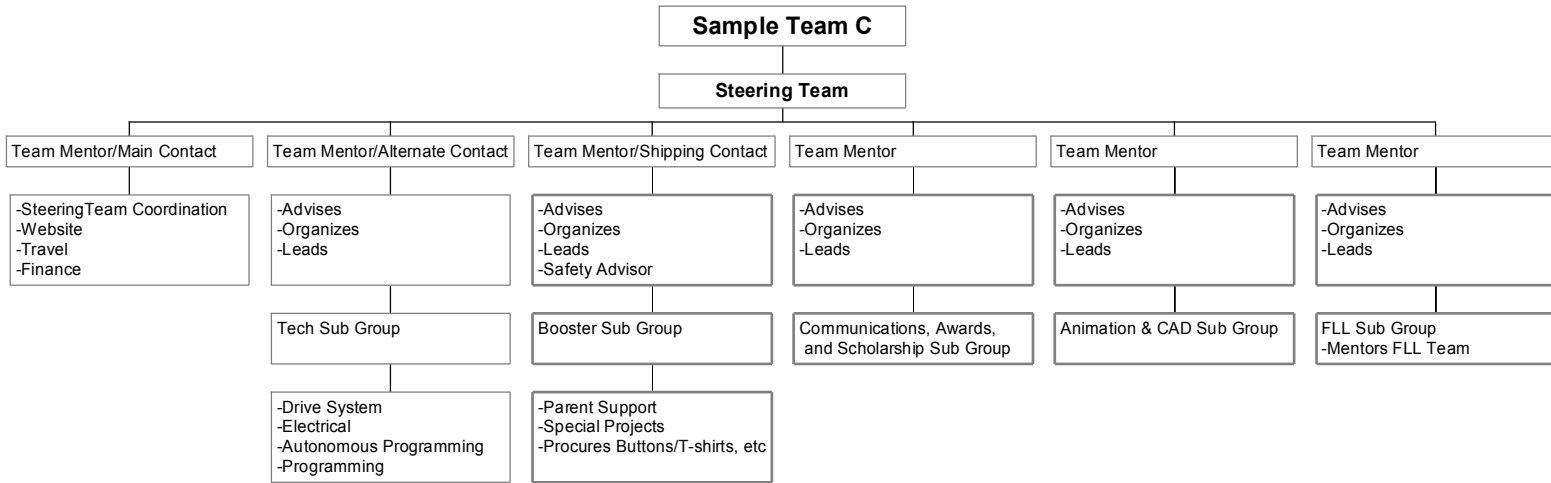 Sample Team C
Steering Team
Team Mentor/Main Contact
Team Mentor/Alternate Contact
Team Mentor/Shipping Contact
Team Mentor
Team Mentor
Team Mentor
-SteeringTeam Coordination
-Website
-Travel
-Finance
-Advises
-Organizes
-Leads
-Advises
-Organizes
-Leads
-Safety Advisor
-Advises
-Organizes
-Leads
-Advises
-Organizes
-Leads
-Advises
-Organizes
-Leads
Tech Sub Group
Booster Sub Group
Communications, Awards,
and Scholarship Sub Group
Animation & CAD Sub Group
FLL Sub Group
-Mentors FLL Team
-Drive System
-Electrical
-Autonomous Programming
-Programming
-Parent Support
-Special Projects
-Procures Buttons/T-shirts, etc